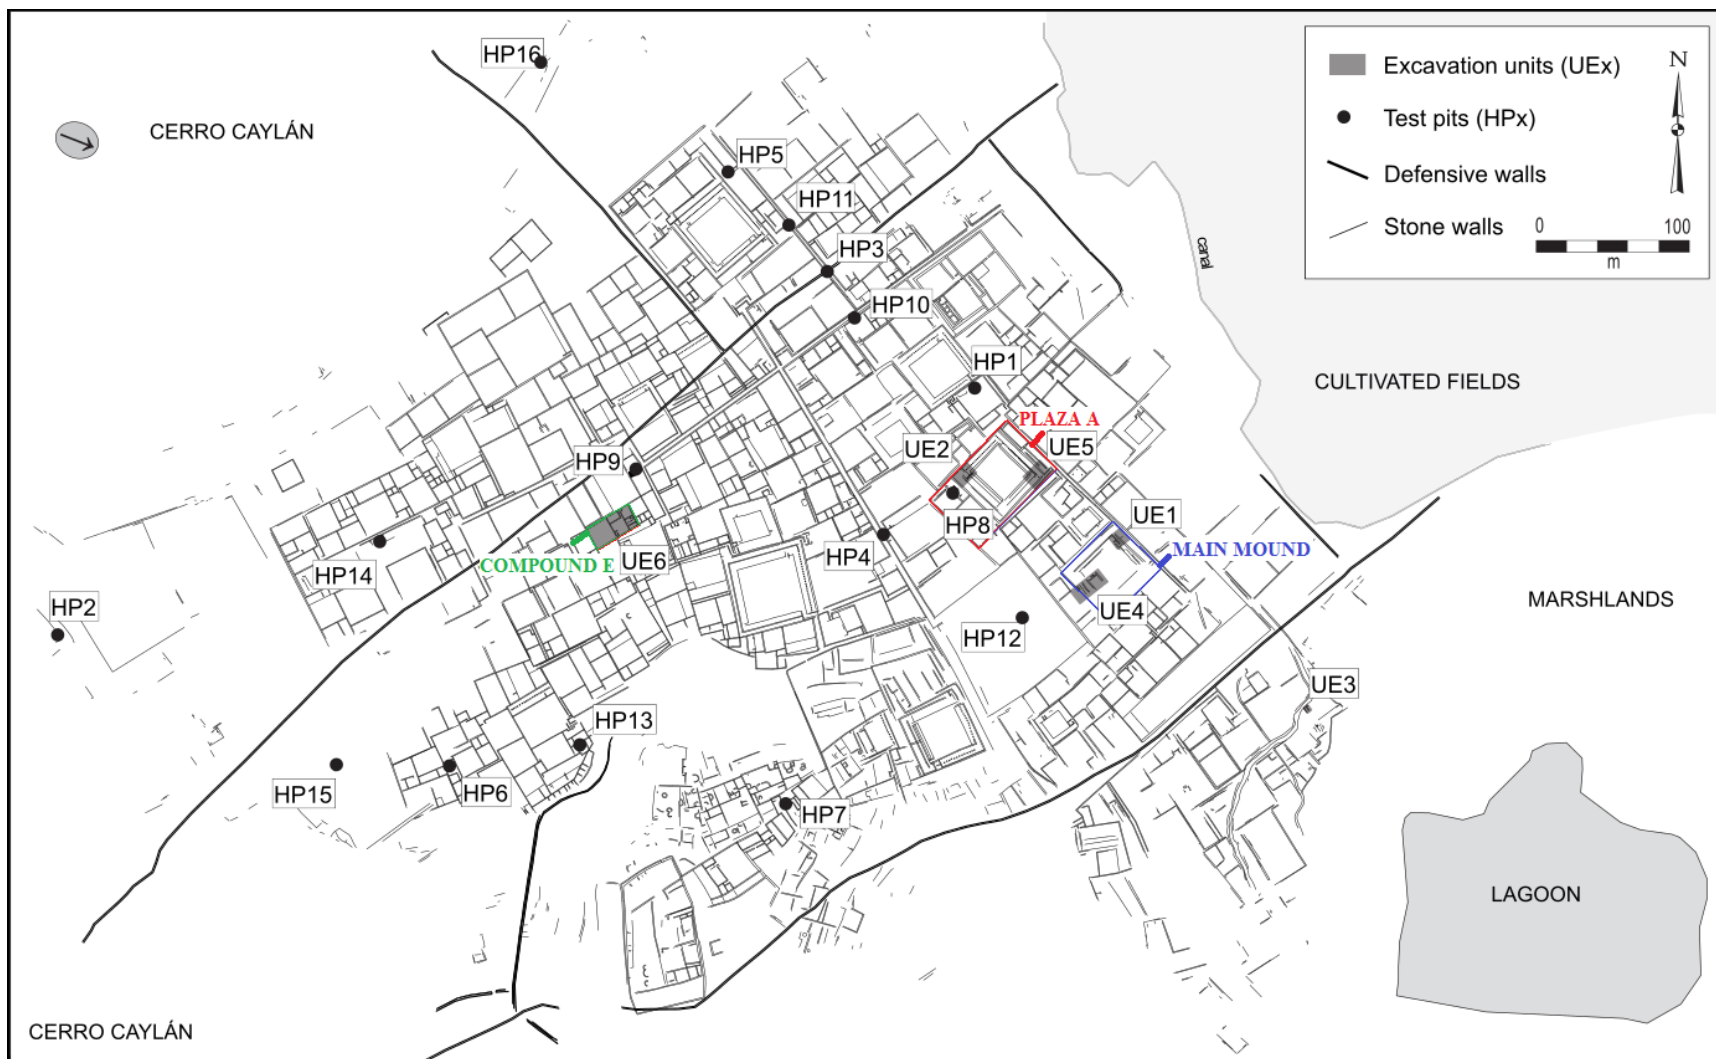 HP16
CERRO CAYLÁN
Excavation units (UEx)
Test pits (HPx)
Defensive walls
Stone walls
N
0 100
m
HP5
HP11
HP3
HP10
canal
HP1
CULTIVATED FIELDS
PLAZA A
UE2
UE5
HP9
HP8
UE1
HP4
MAIN MOUND
COMPOUND E
UE6
HP14
HP2
UE4
HP12
MARSHLANDS
UE3
HP13
HP15
HP6
HP7
LAGOON
CERRO CAYLÁN